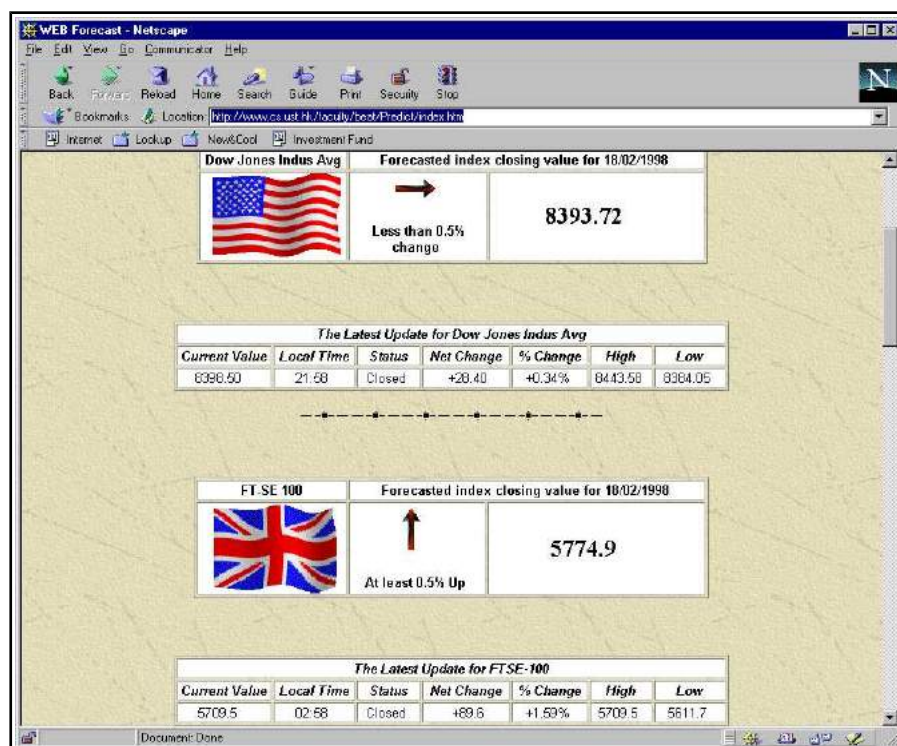 WEB Forecast - Netscape
File Edit View Go Communicator Help
Back Forward Reload Home Search Guide Print Security Stop
N
Bookmarks Location: http://www.cs.ust.hk/faculty/beat/Predict/index.htm
Internet Lookup New&Cool Investment Fund
Dow Jones Indus Avg Forecasted index closing value for 18/02/1998
Less than 0.5% change
8393.72
The Latest Update for Dow Jones Indus Avg
Current Value Local Time Status Net Change % Change High Low
8398.50 21:58 Closed +28.40 +0.34% 8443.58 8384.05
FT-SE 100 Forecasted index closing value for 18/02/1998
At least 0.5% Up
5774.9
The Latest Update for FTSE-100
Current Value Local Time Status Net Change % Change High Low
5709.5 02:58 Closed +89.6 +1.59% 5709.5 5611.7
Document: Done